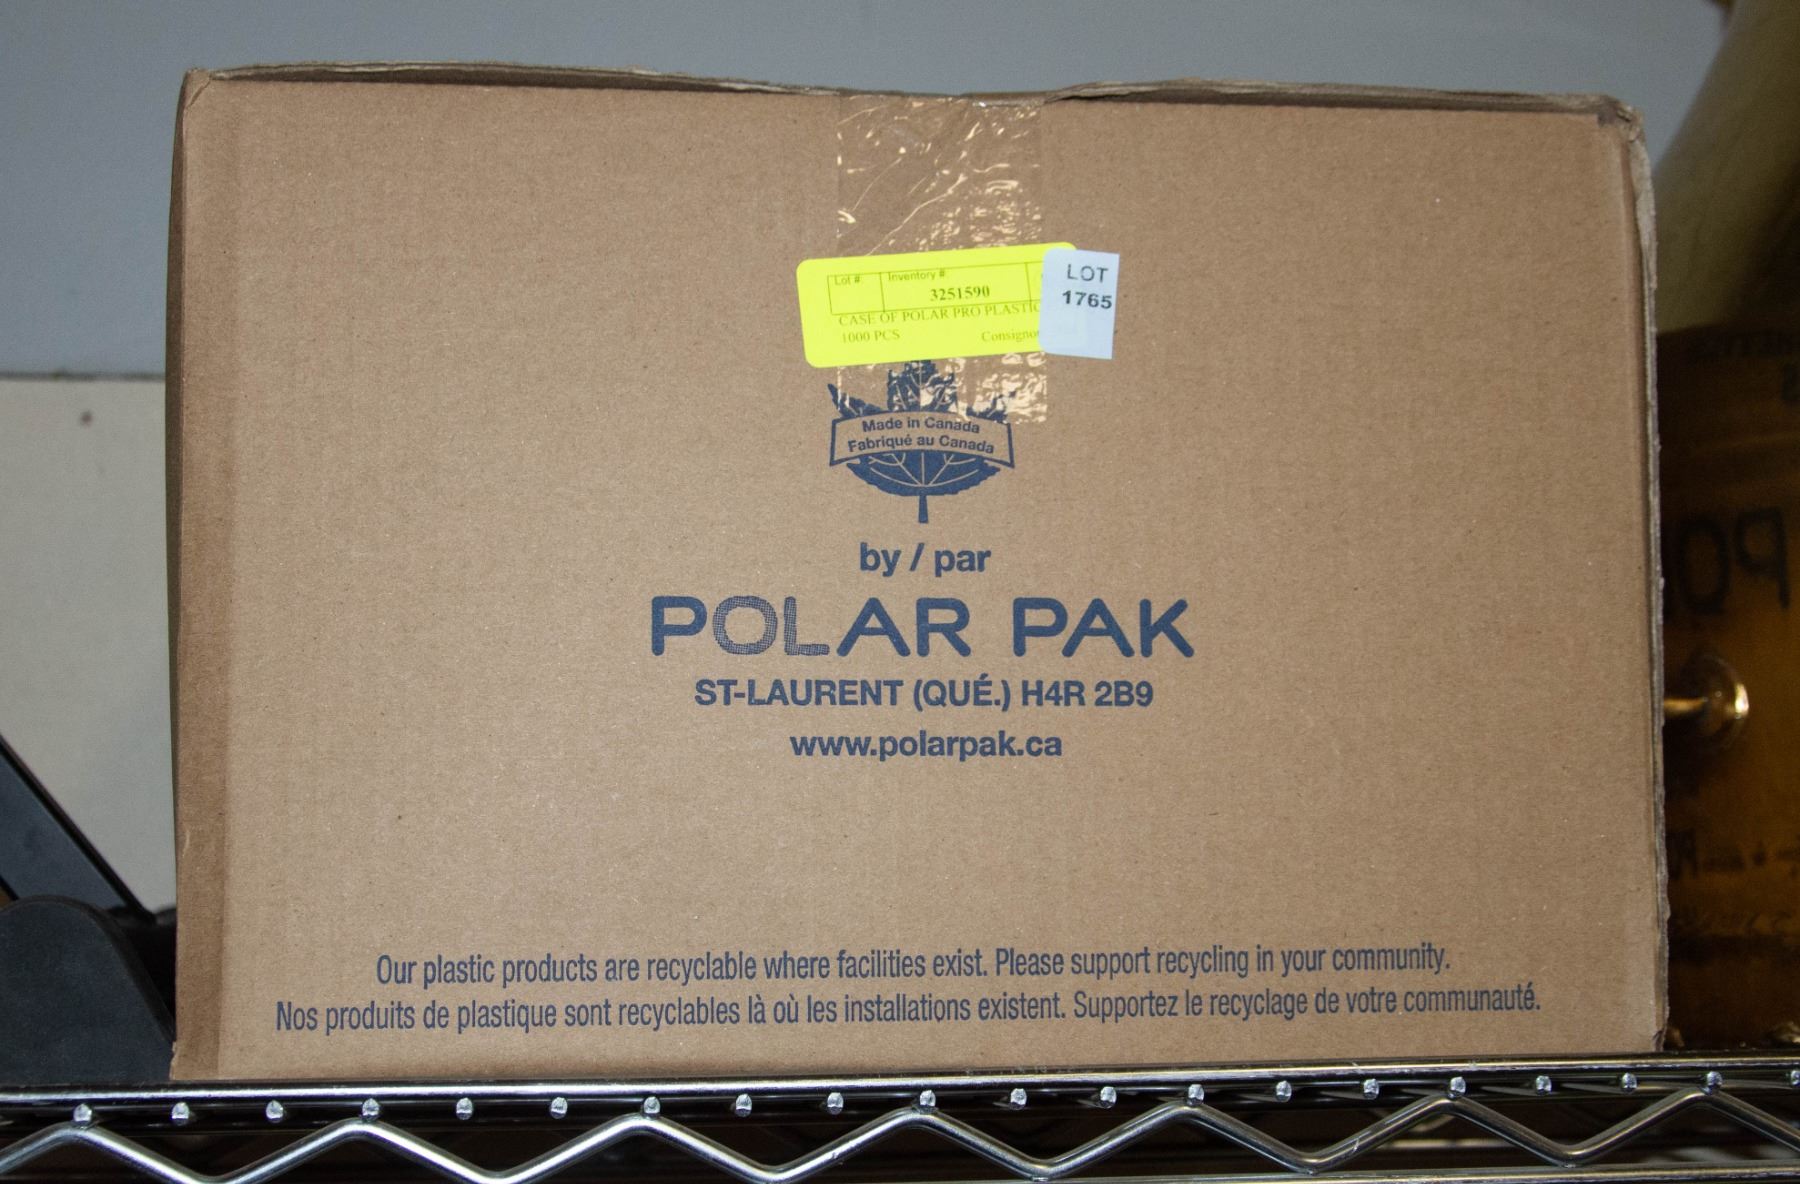 Lot #: Inventory #:
3251590
LOT
1765
CASE OF POLAR PRO PLASTIC
1000 PCS
Made in Canada
Fabriqué au Canada
by / par
POLAR PAK
ST-LAURENT (QUÉ.) H4R 2B9
www.polarpak.ca
Our plastic products are recyclable where facilities exist. Please support recycling in your community.
Nos produits de plastique sont recyclables là où les installations existent. Supportez le recyclage de votre communauté.